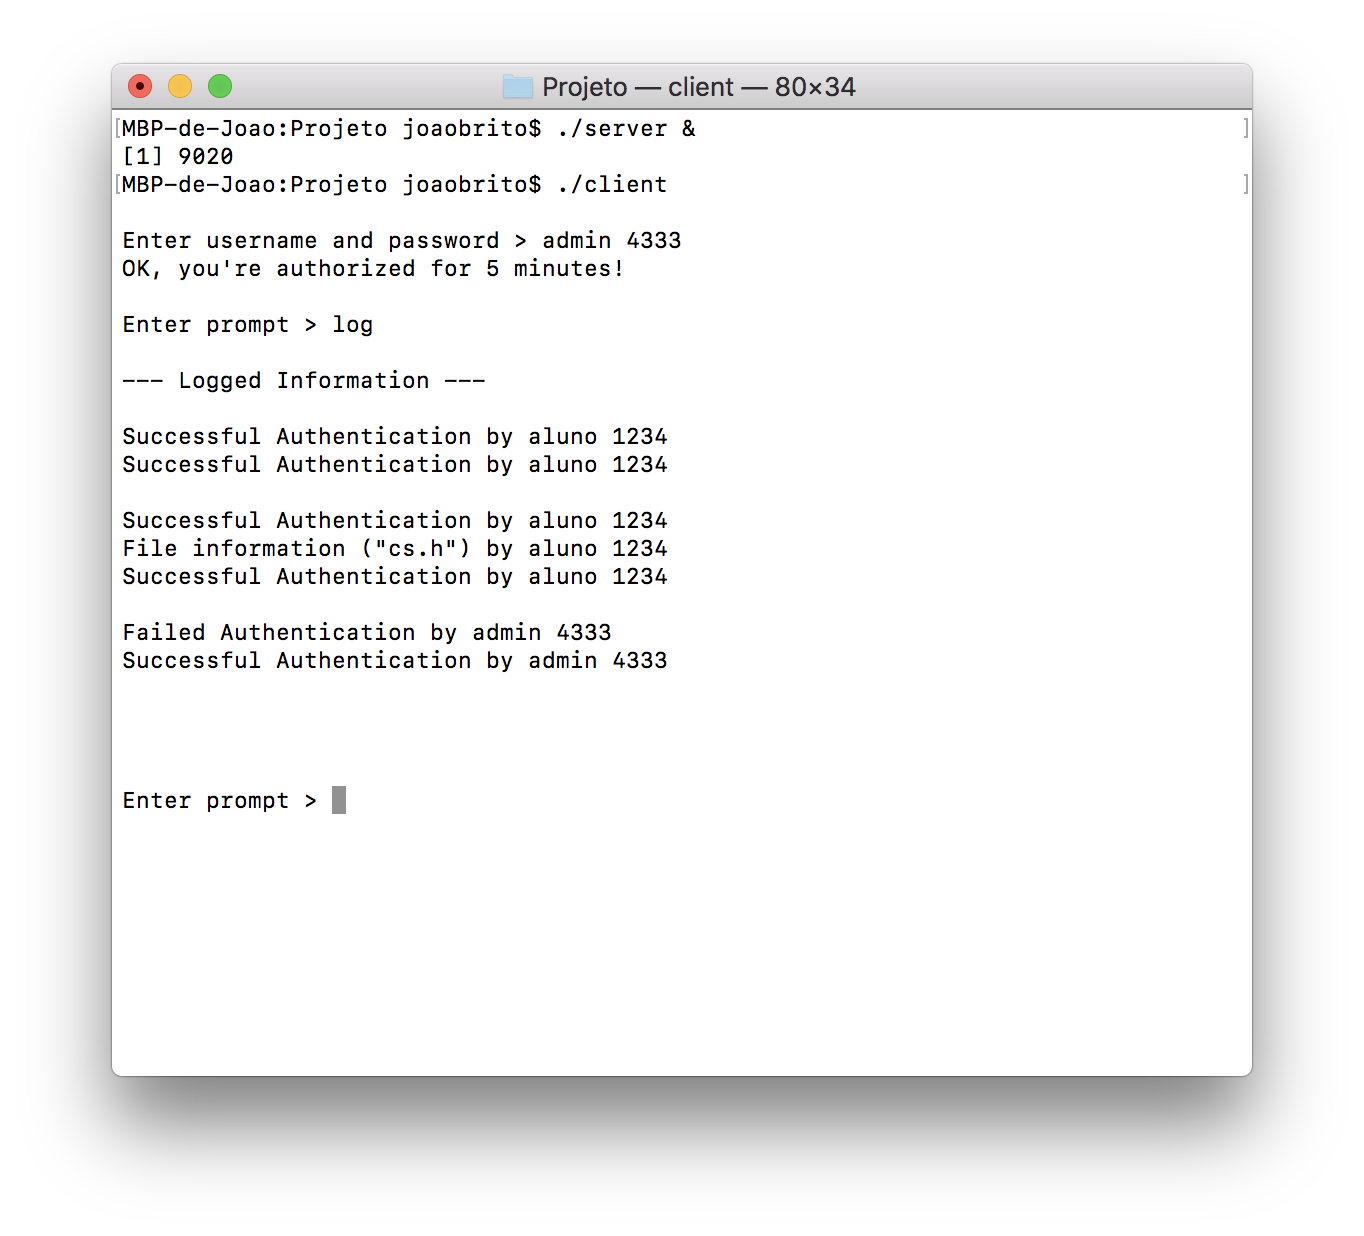 Projeto — client — 80×34
[MBP-de-Joao:Projeto joaobrito$ ./server & ]
[1] 9020
[MBP-de-Joao:Projeto joaobrito$ ./client ]
Enter username and password > admin 4333
OK, you're authorized for 5 minutes!
Enter prompt > log
--- Logged Information ---
Successful Authentication by aluno 1234
Successful Authentication by aluno 1234
Successful Authentication by aluno 1234
File information ("cs.h") by aluno 1234
Successful Authentication by aluno 1234
Failed Authentication by admin 4333
Successful Authentication by admin 4333
Enter prompt >